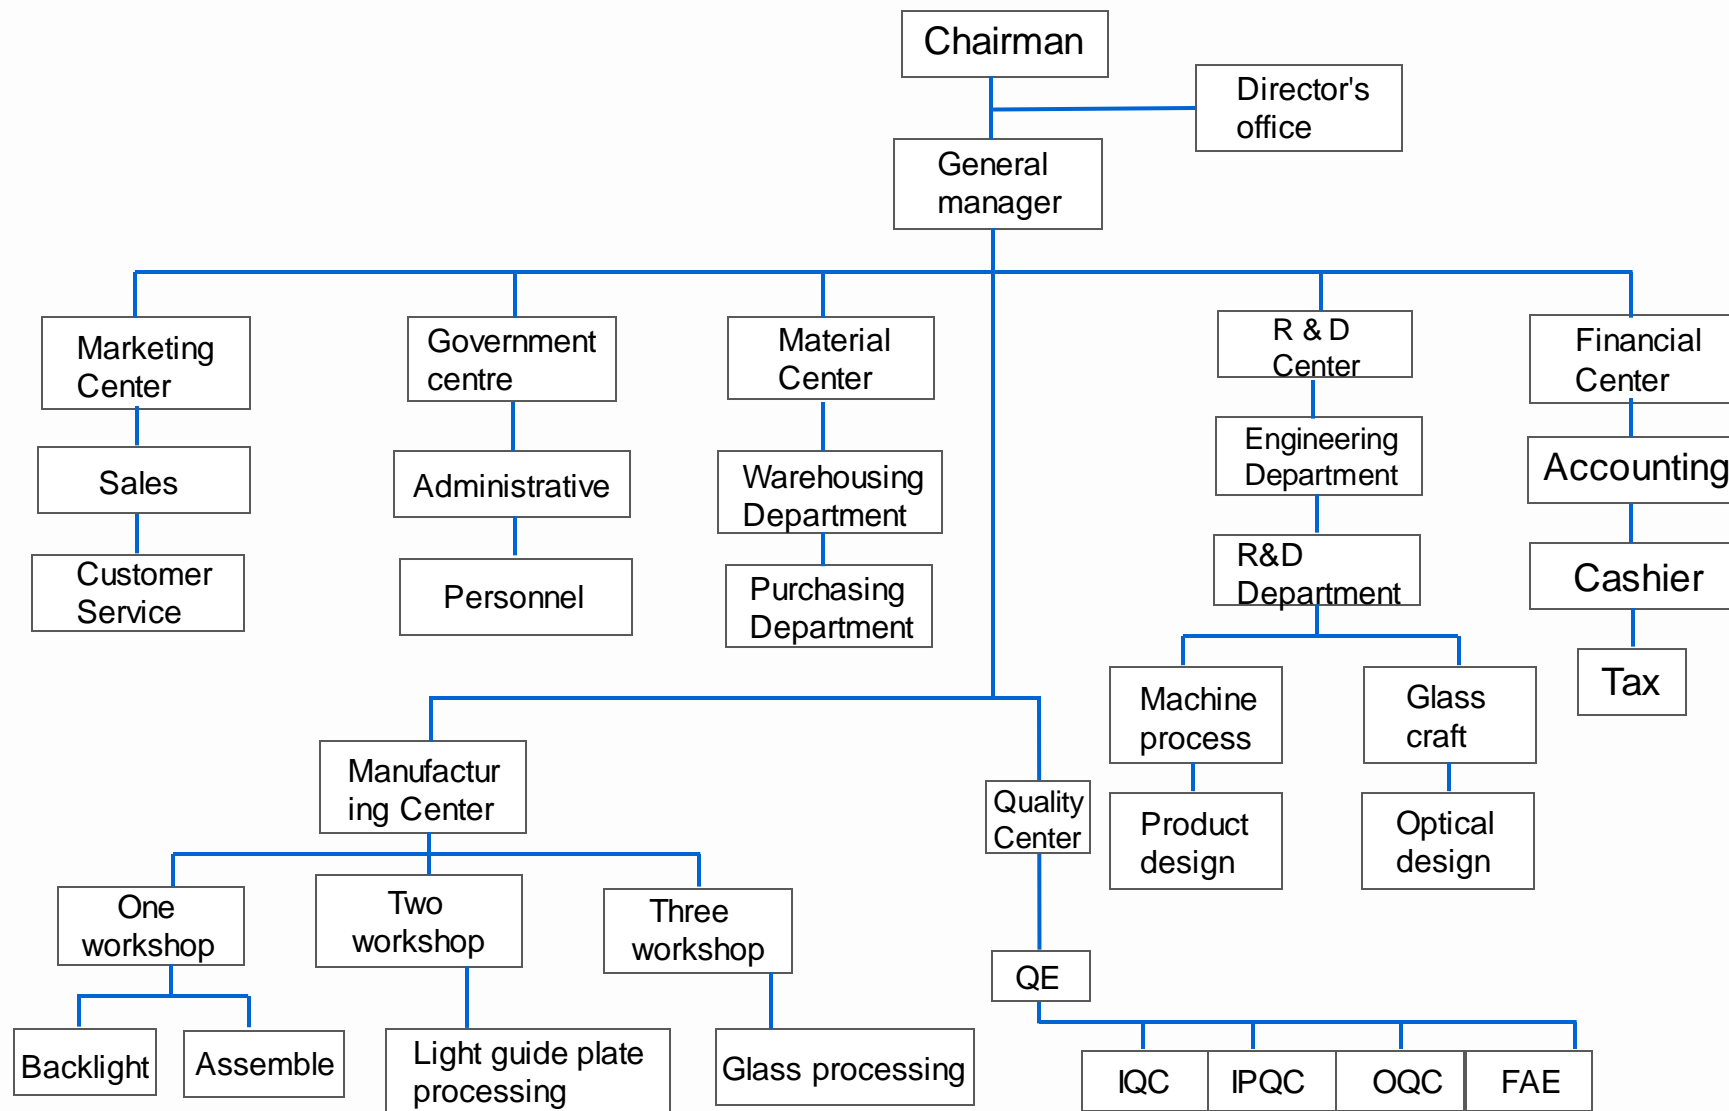 Chairman
Director's
office
General
manager
Marketing
Center
Government
centre
Material
Center
R & D
Center
Financial
Center
Sales
Administrative
Warehousing
Department
Engineering
Department
Accounting
Customer
Service
Personnel
Purchasing
Department
R&D
Department
Cashier
Machine
process
Glass
craft
Tax
Manufactur
ing Center
Quality
Center
Product
design
Optical
design
One
workshop
Two
workshop
Three
workshop
QE
Backlight
Assemble
Light guide plate
processing
Glass processing
IQC
IPQC
OQC
FAE